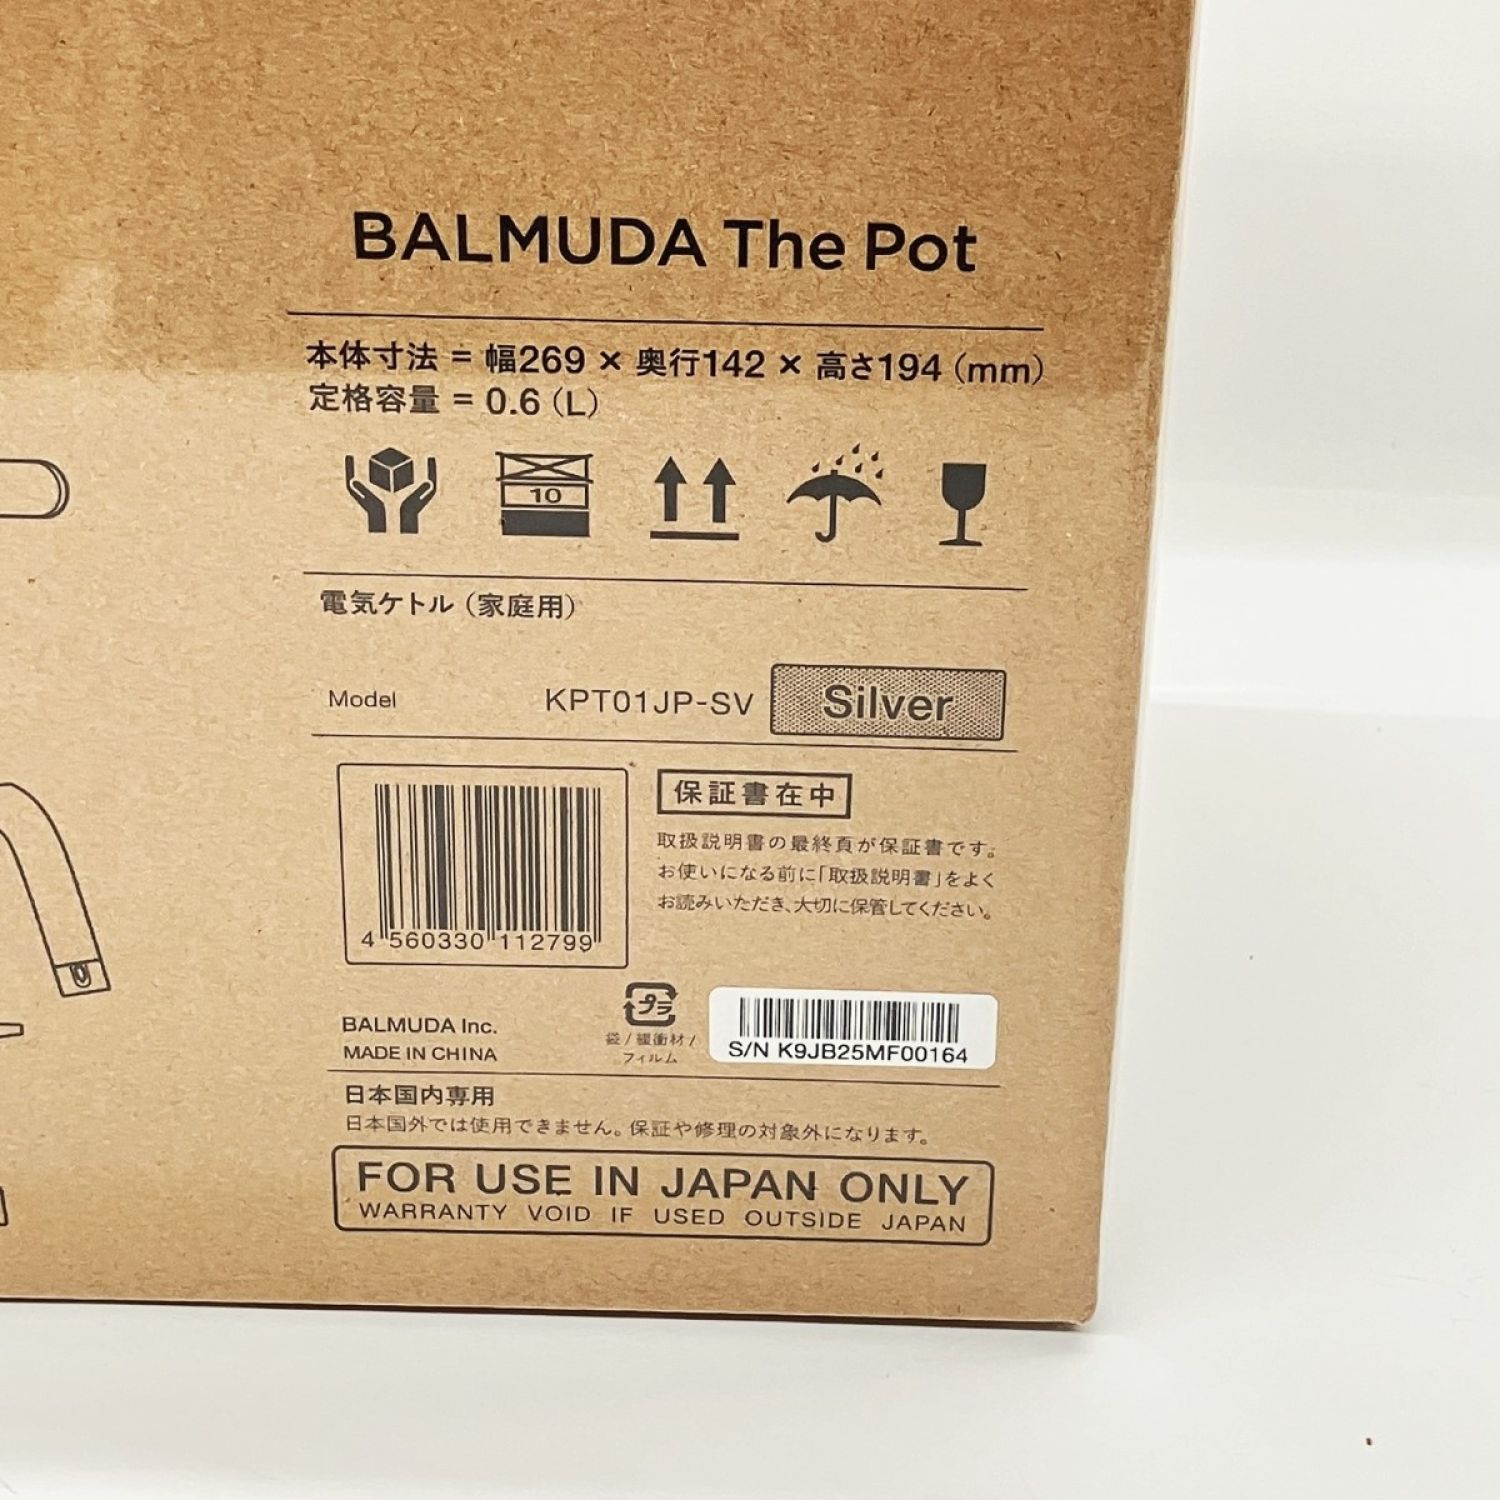 BALMUDA The Pot
本体寸法 = 幅269 × 奥行142 × 高さ194 (mm)
定格容量 = 0.6 (L)
10
電気ケトル (家庭用)
Model KPT01JP-SV Silver
4 560330 112799
保証書在中
取扱説明書の最終頁が保証書です。
お使いになる前に「取扱説明書」をよく
お読みいただき、大切に保管してください。
BALMUDA Inc.
MADE IN CHINA
プラ
袋 / 緩衝材 /
フィルム
S/N K9JB25MF00164
日本国内専用
日本国外では使用できません。保証や修理の対象外になります。
FOR USE IN JAPAN ONLY
WARRANTY VOID IF USED OUTSIDE JAPAN